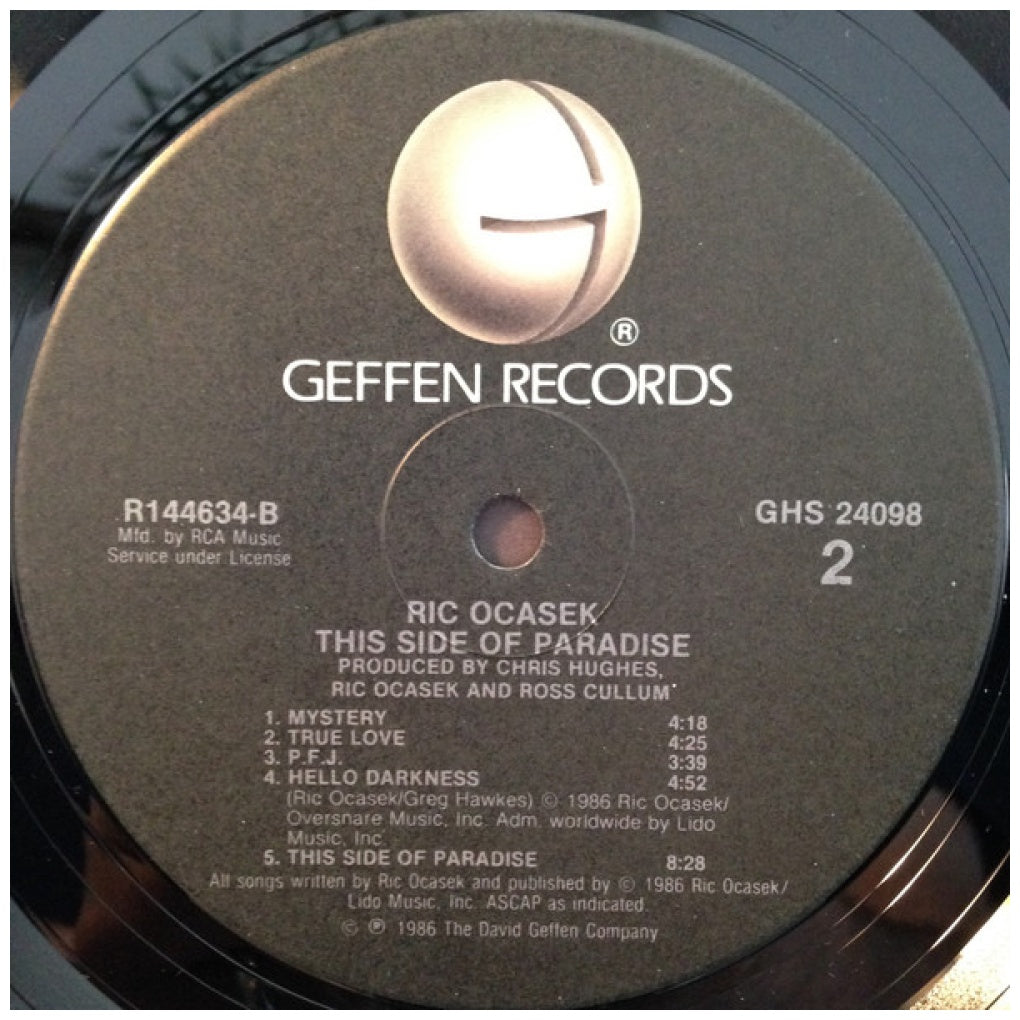 ®
GEFFEN RECORDS
R144634-B
Mfd. by RCA Music
Service under License
GHS 24098
2
RIC OCASEK
THIS SIDE OF PARADISE
PRODUCED BY CHRIS HUGHES,
RIC OCASEK AND ROSS CULLUM
1. MYSTERY 4:18
2. TRUE LOVE 4:25
3. P.F.J. 3:39
4. HELLO DARKNESS 4:52
(Ric Ocasek/Greg Hawkes) © 1986 Ric Ocasek/
Oversnare Music, Inc. Adm. worldwide by Lido
Music, Inc.
5. THIS SIDE OF PARADISE 8:28
All songs written by Ric Ocasek and published by © 1986 Ric Ocasek/
Lido Music, Inc. ASCAP as indicated.
© ℗ 1986 The David Geffen Company